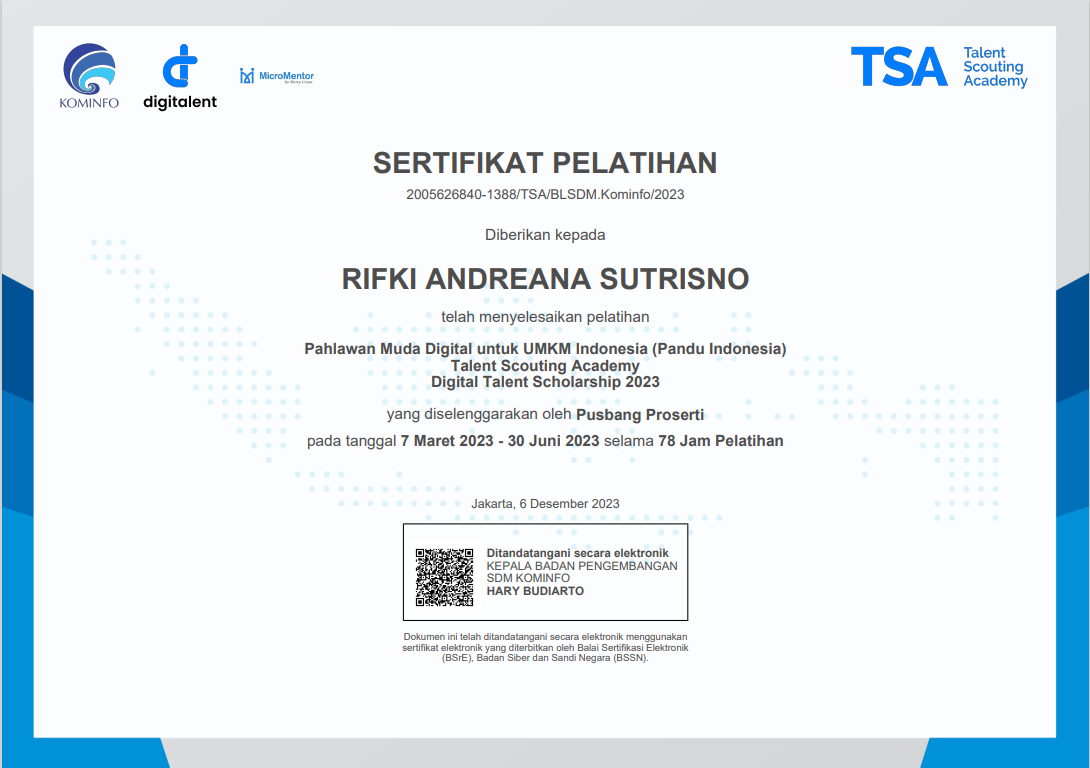 KOMINFO
digitalent
MicroMentor
by Mercy Corps
TSA
Talent
Scouting
Academy
SERTIFIKAT PELATIHAN
2005626840-1388/TSA/BLSDM.Kominfo/2023
Diberikan kepada
RIFKI ANDREANA SUTRISNO
telah menyelesaikan pelatihan
Pahlawan Muda Digital untuk UMKM Indonesia (Pandu Indonesia)
Talent Scouting Academy
Digital Talent Scholarship 2023
yang diselenggarakan oleh Pusbang Proserti
pada tanggal 7 Maret 2023 - 30 Juni 2023 selama 78 Jam Pelatihan
Jakarta, 6 Desember 2023
Ditandatangani secara elektronik
KEPALA BADAN PENGEMBANGAN
SDM KOMINFO
HARY BUDIARTO
Dokumen ini telah ditandatangani secara elektronik menggunakan
sertifikat elektronik yang diterbitkan oleh Balai Sertifikasi Elektronik
(BSrE), Badan Siber dan Sandi Negara (BSSN).